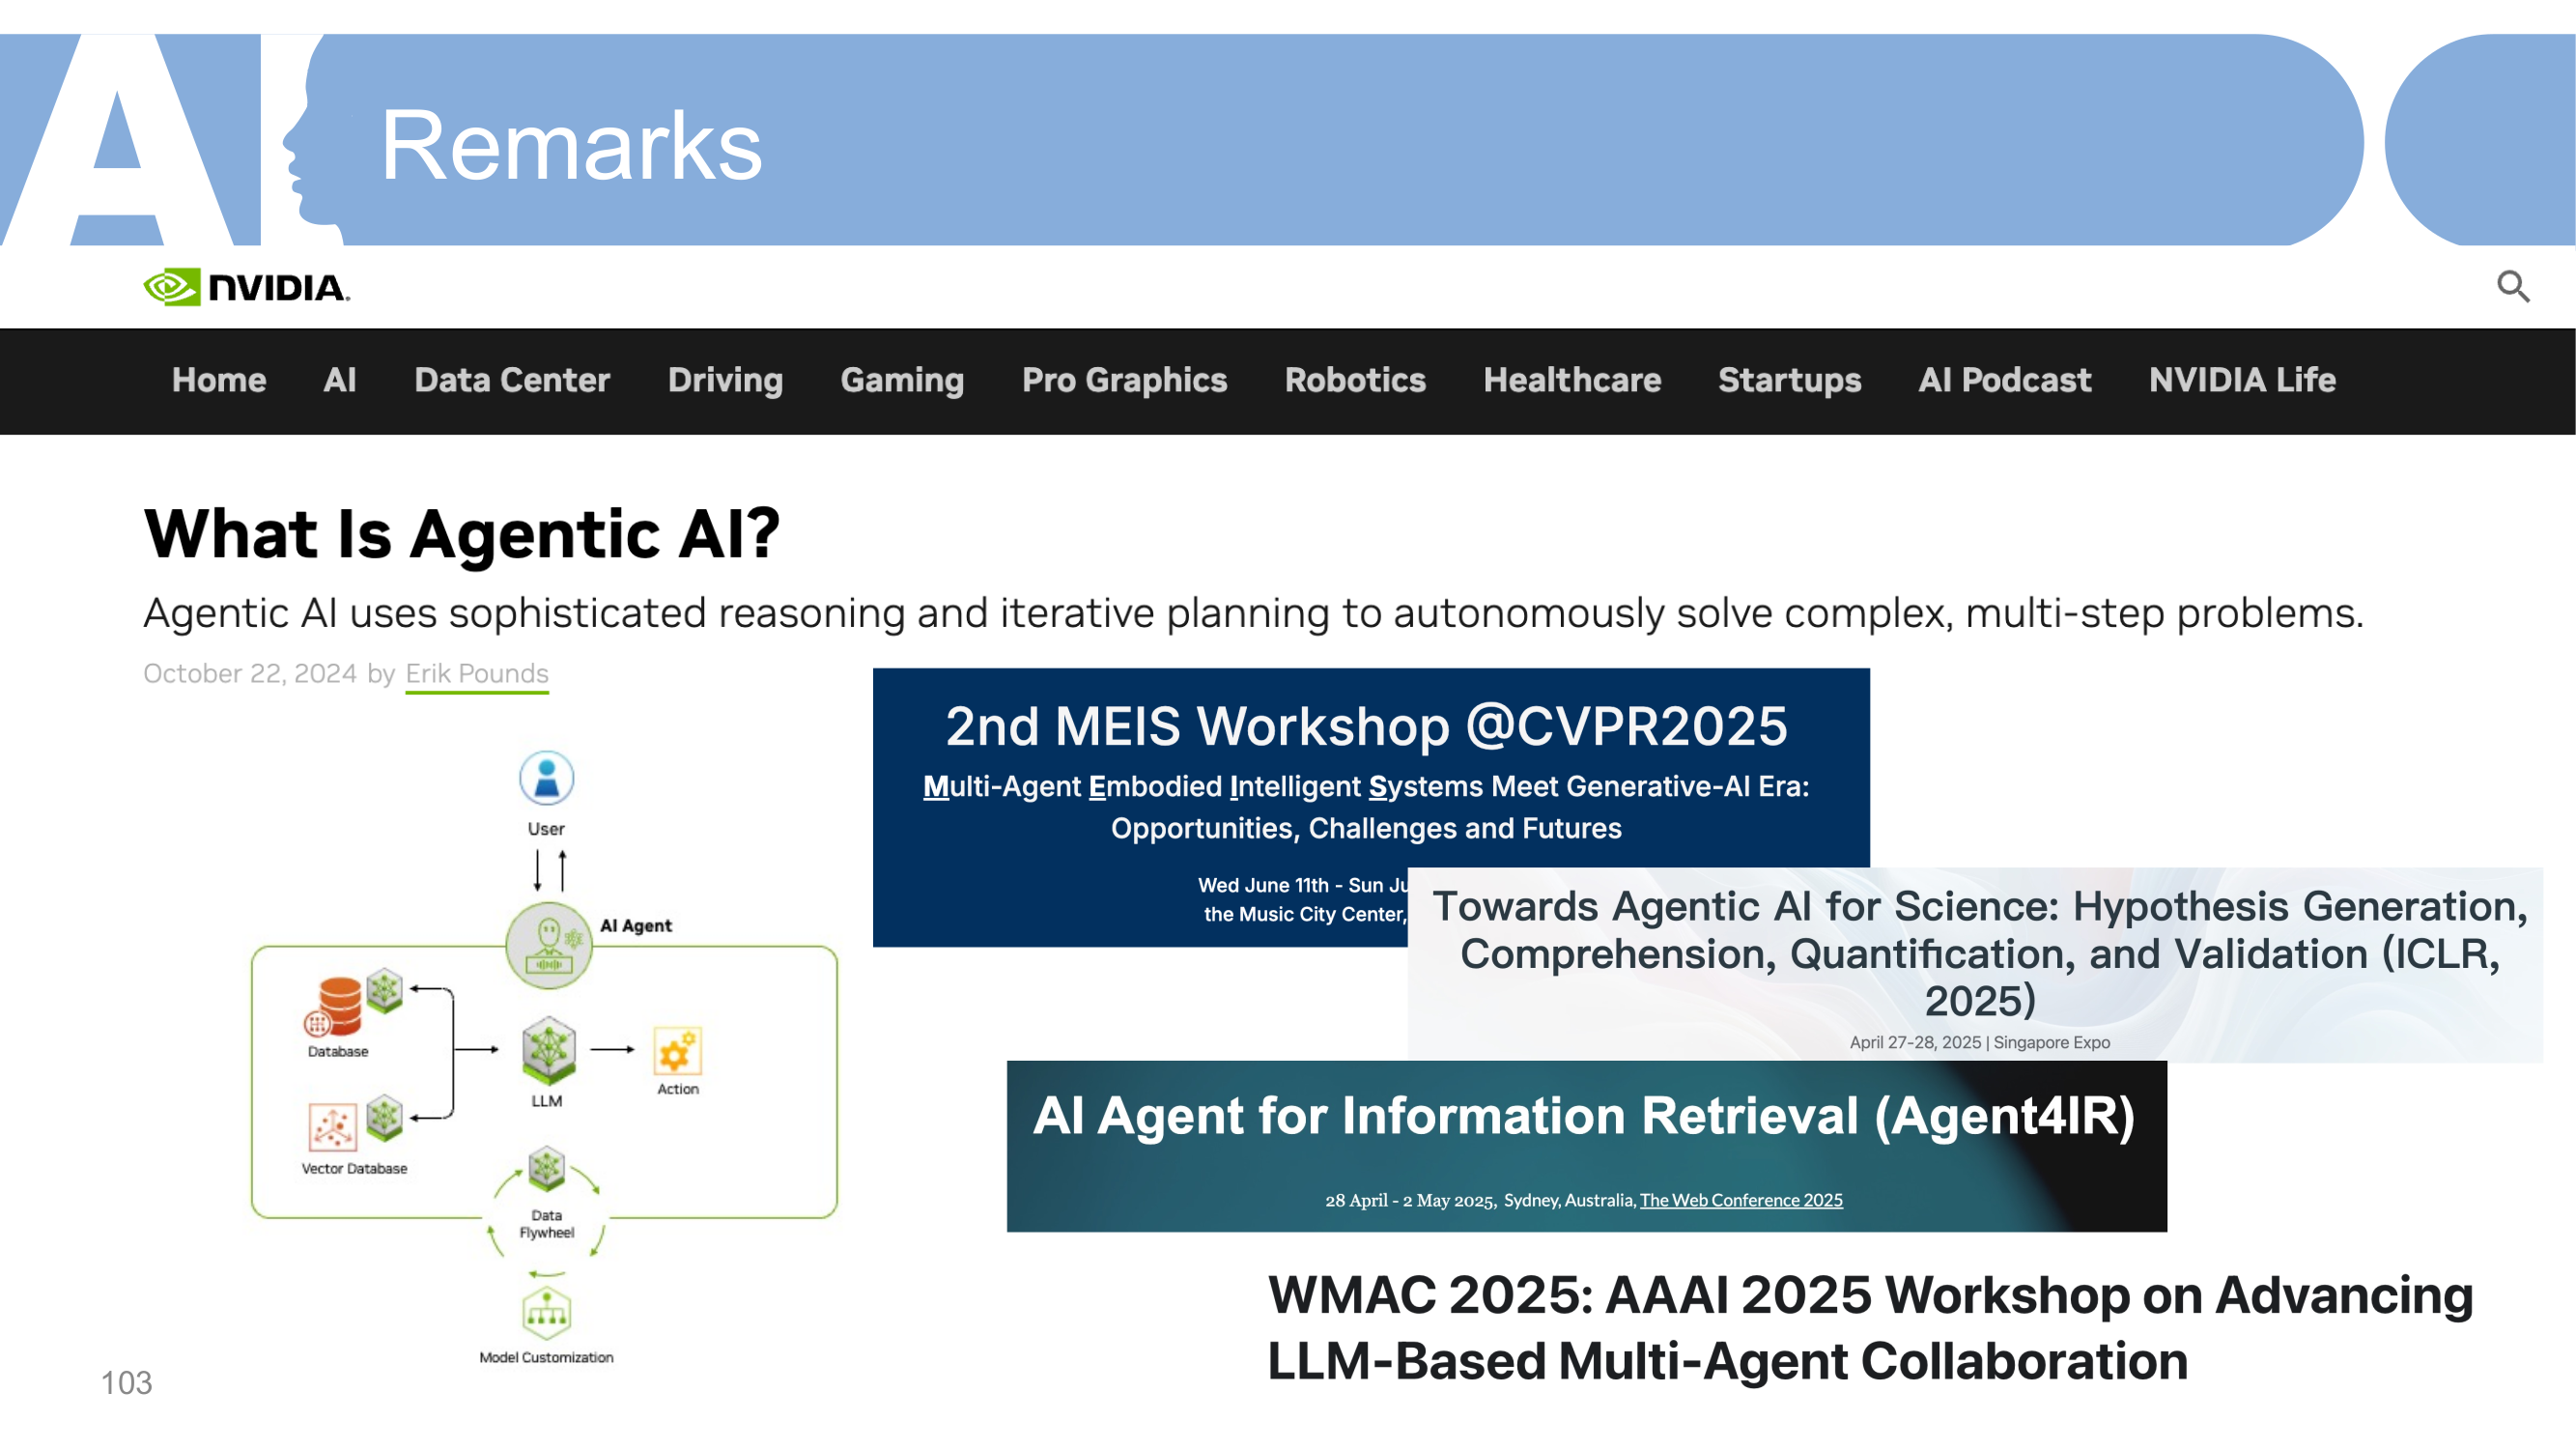 AI
Remarks
NVIDIA.
Home AI Data Center Driving Gaming Pro Graphics Robotics Healthcare Startups AI Podcast NVIDIA Life
What Is Agentic AI?
Agentic AI uses sophisticated reasoning and iterative planning to autonomously solve complex, multi-step problems.
October 22, 2024 by Erik Pounds
User
AI Agent
Database
LLM
Action
Vector Database
Data
Flywheel
Model Customization
2nd MEIS Workshop @CVPR2025
Multi-Agent Embodied Intelligent Systems Meet Generative-AI Era:
Opportunities, Challenges and Futures
Wed June 11th - Sun
the Music City Center,
Towards Agentic AI for Science: Hypothesis Generation,
Comprehension, Quantification, and Validation (ICLR,
2025)
April 27-28, 2025 | Singapore Expo
AI Agent for Information Retrieval (Agent4IR)
28 April - 2 May 2025, Sydney, Australia, The Web Conference 2025
WMAC 2025: AAAI 2025 Workshop on Advancing
LLM-Based Multi-Agent Collaboration
103